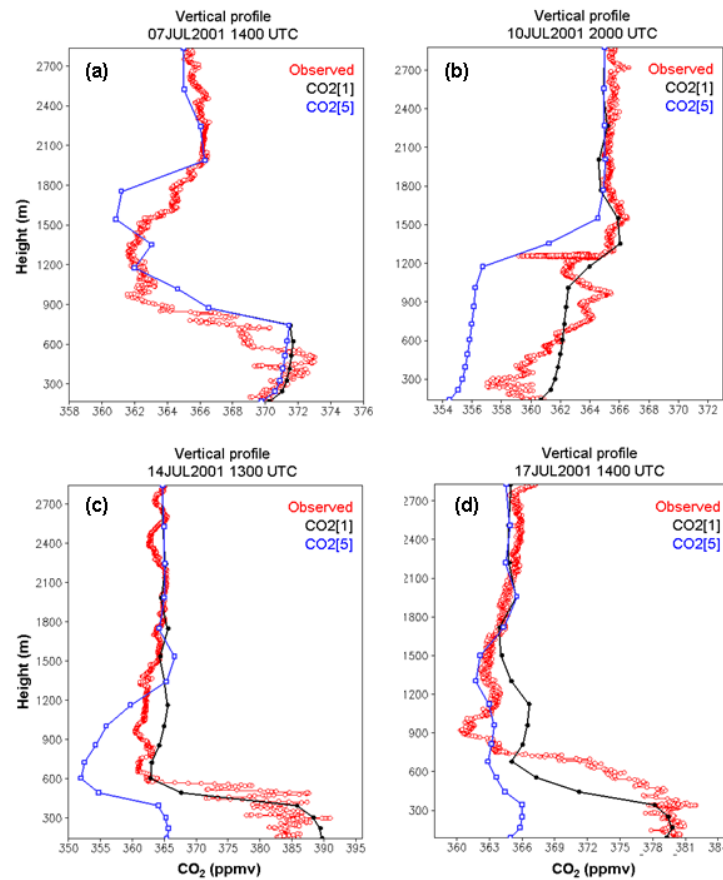 Vertical profile
07JUL2001 1400 UTC
(a)
Observed
CO2[1]
CO2[5]
Height (m)
2700
2400
2100
1800
1500
1200
900
600
300
358 360 362 364 366 368 370 372 374 376
Vertical profile
10JUL2001 2000 UTC
(b)
Observed
CO2[1]
CO2[5]
2700
2400
2100
1800
1500
1200
900
600
300
354 356 358 360 362 364 366 368 370 372
Vertical profile
14JUL2001 1300 UTC
(c)
Observed
CO2[1]
CO2[5]
Height (m)
2700
2400
2100
1800
1500
1200
900
600
300
350 355 360 365 370 375 380 385 390 395
CO₂ (ppmv)
Vertical profile
17JUL2001 1400 UTC
(d)
Observed
CO2[1]
CO2[5]
2700
2400
2100
1800
1500
1200
900
600
300
360 363 366 369 372 375 378 381
CO₂ (ppmv)